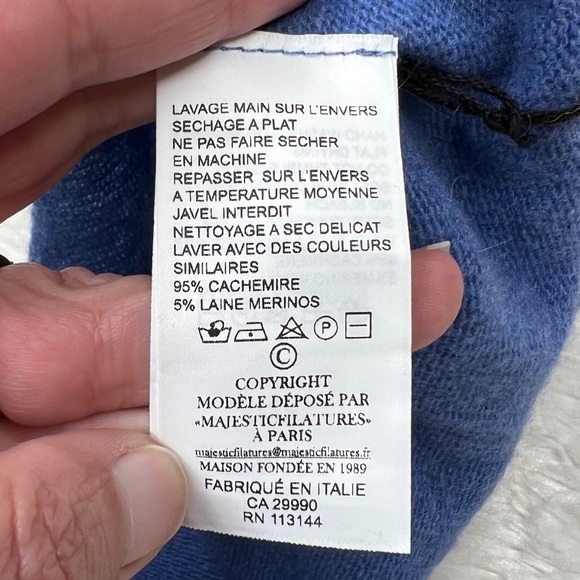 LAVAGE MAIN SUR L'ENVERS
SECHAGE A PLAT
NE PAS FAIRE SECHER
EN MACHINE
REPASSER SUR L'ENVERS
A TEMPERATURE MOYENNE
JAVEL INTERDIT
NETTOYAGE A SEC DELICAT
LAVER AVEC DES COULEURS
SIMILAIRES
95% CACHEMIRE
5% LAINE MERINOS
P
©
COPYRIGHT
MODÈLE DÉPOSÉ PAR
«MAJESTICFILATURES»
À PARIS
majesticfilatures@majesticfilatures.fr
MAISON FONDÉE EN 1989
FABRIQUÉ EN ITALIE
CA 29990
RN 113144